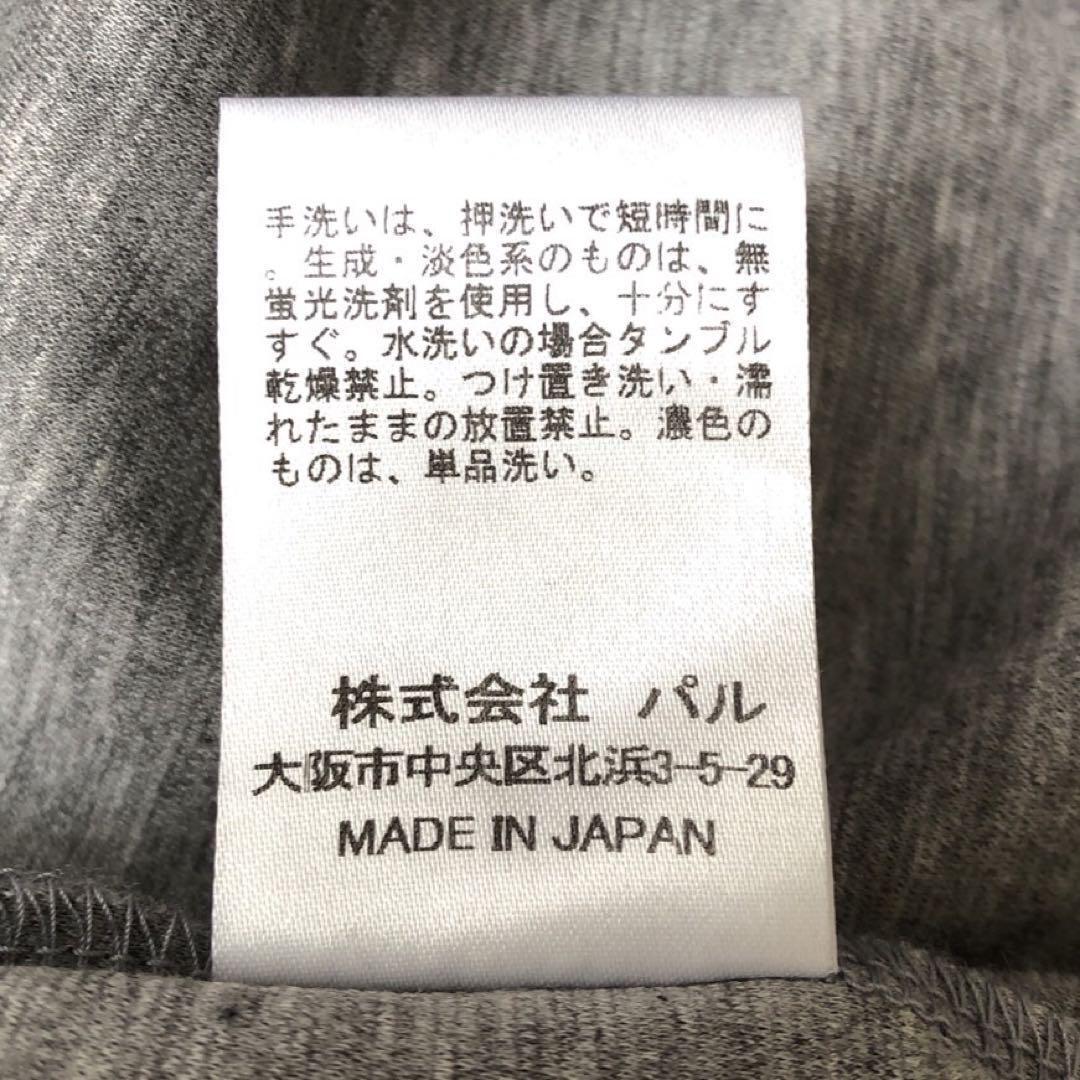 手洗いは、押洗いで短時間に
。生成・淡色系のものは、無
蛍光洗剤を使用し、十分にす
すぐ。水洗いの場合タンブル
乾燥禁止。つけ置き洗い・濡
れたままの放置禁止。濃色の
ものは、単品洗い。
株式会社 パル
大阪市中央区北浜3-5-29
MADE IN JAPAN